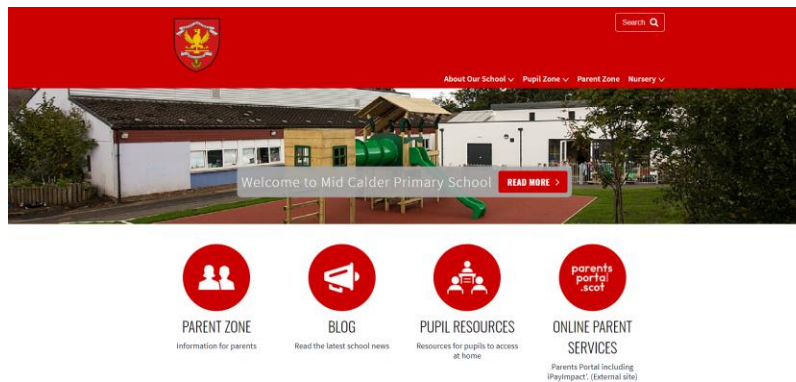 Search
About Our School Pupil Zone Parent Zone Nursery
Welcome to Mid Calder Primary School READ MORE >
parents
portal
.scot
PARENT ZONE
Information for parents
BLOG
Read the latest school news
PUPIL RESOURCES
Resources for pupils to access
at home
ONLINE PARENT
SERVICES
Parents Portal including
iPayImpact'. (External site)